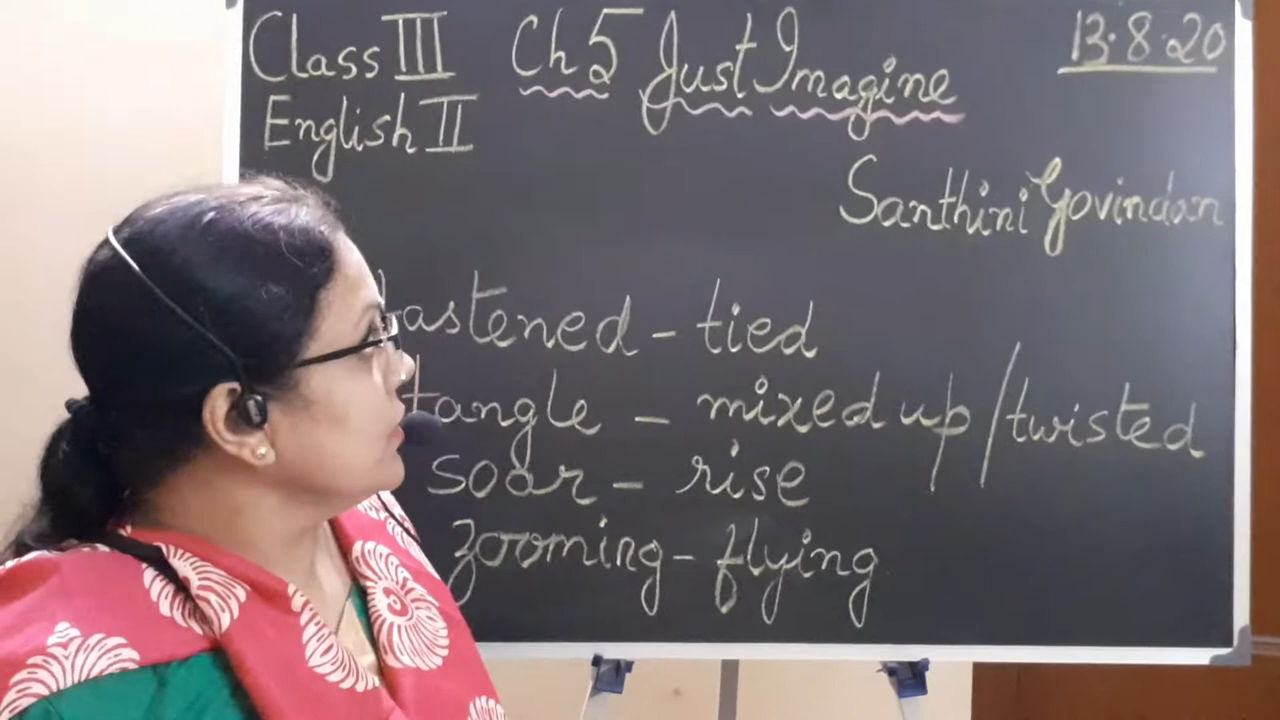 Class III Ch 5 Just Imagine 13.8.20
English II
Santhini Govindan
fastened - tied
tangle - mixed up / twisted
soar - rise
zooming - flying